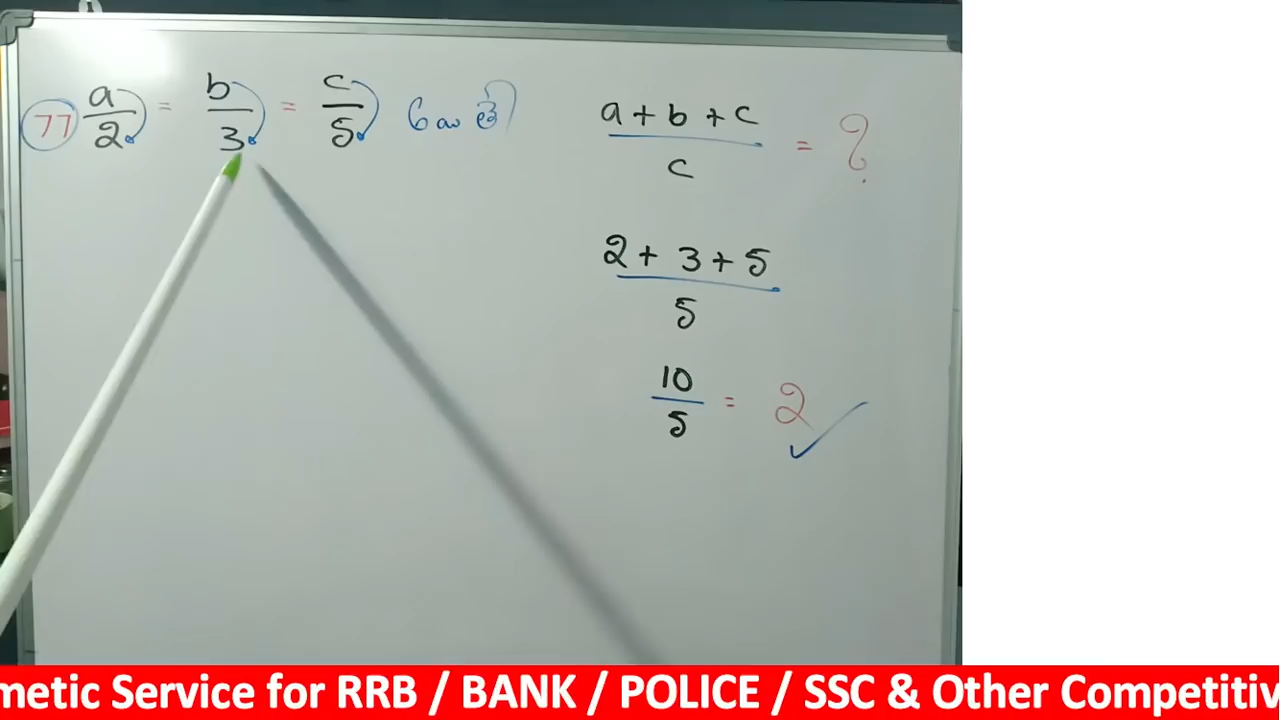 77 a/2 = b/3 = c/5 అయితే
a + b + c / c = ?
2 + 3 + 5 / 5
10 / 5 = 2 ✓
metic Service for RRB / BANK / POLICE / SSC & Other Competitiv